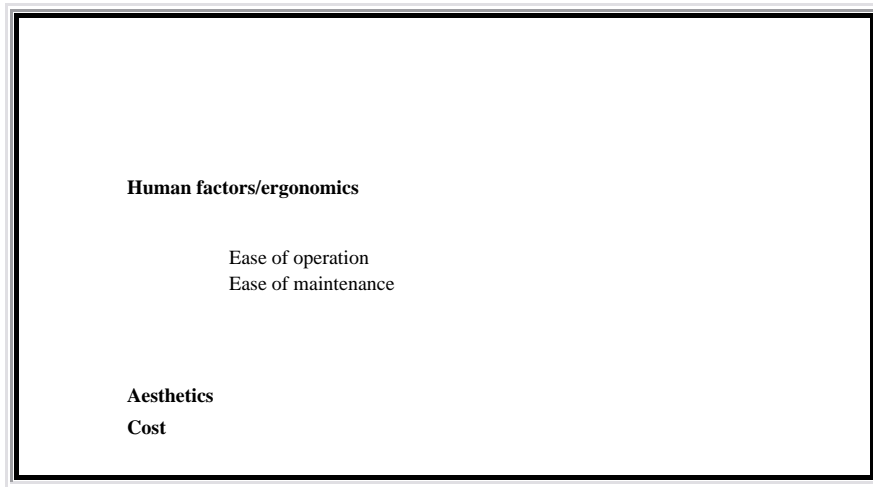 Human factors/ergonomics
Ease of operation
Ease of maintenance
Aesthetics
Cost